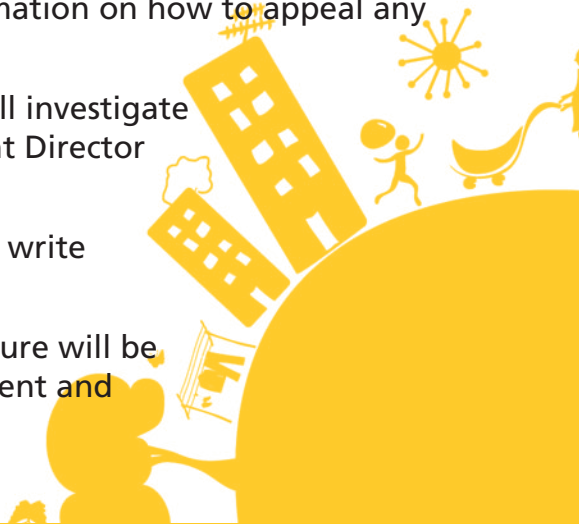 mation on how to appeal any
ll investigate
t Director
write
ure will be
ent and